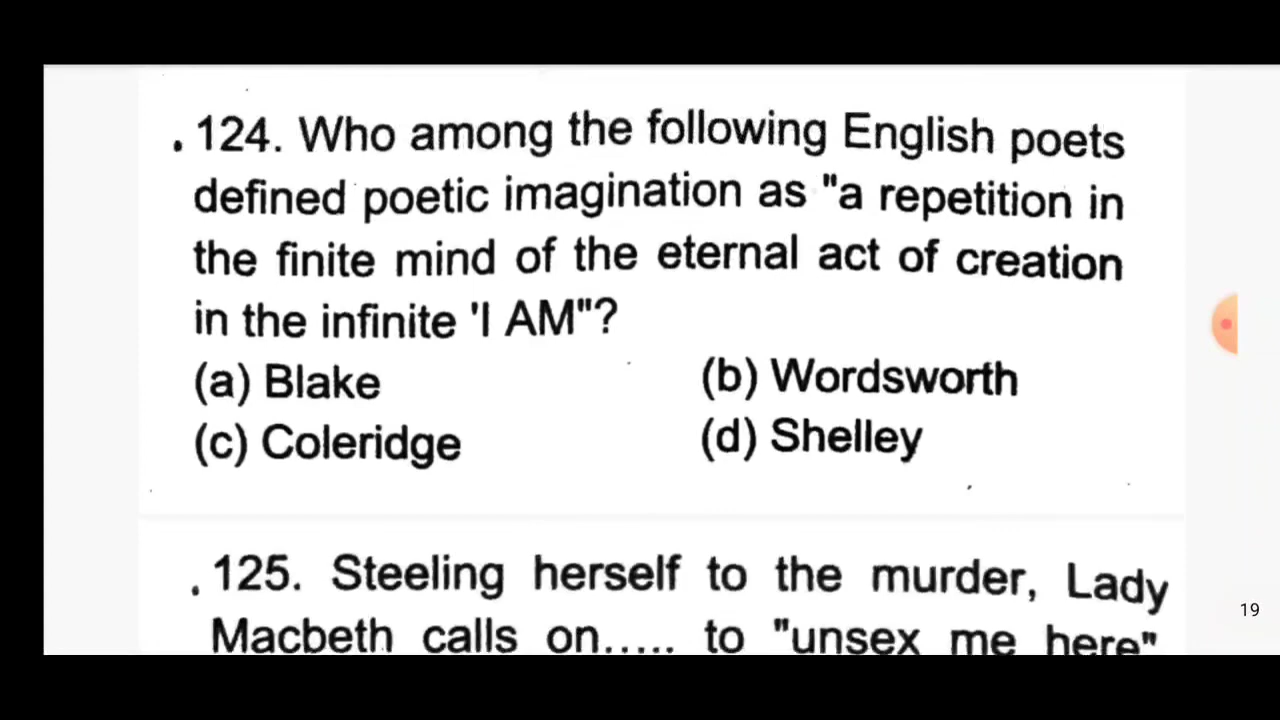 . 124. Who among the following English poets
defined poetic imagination as "a repetition in
the finite mind of the eternal act of creation
in the infinite 'I AM"?
(a) Blake (b) Wordsworth
(c) Coleridge (d) Shelley
. 125. Steeling herself to the murder, Lady
Macbeth calls on..... to "unsex me here"
19